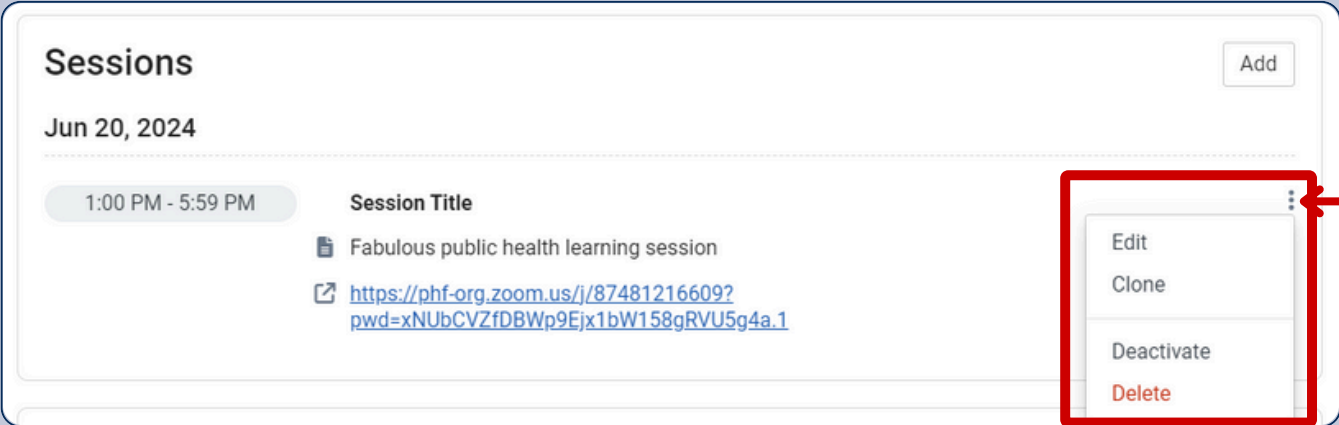 Sessions
Add
Jun 20, 2024
1:00 PM - 5:59 PM
Session Title
Fabulous public health learning session
https://phf-org.zoom.us/j/87481216609?
pwd=xNUbCVZfDBWp9Ejx1bW158gRVU5g4a.1
Edit
Clone
Deactivate
Delete